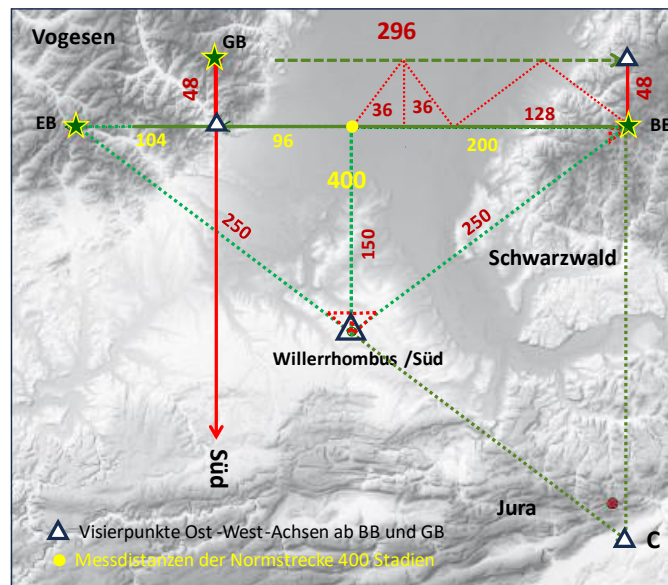 Vogesen
GB
296
48
48
36
36
128
EB
BB
104
96
200
400
250
150
250
Schwarzwald
Willerrhombus /Süd
Süd
Jura
Visierpunkte Ost -West-Achsen ab BB und GB
C
Messdistanzen der Normstrecke 400 Stadien